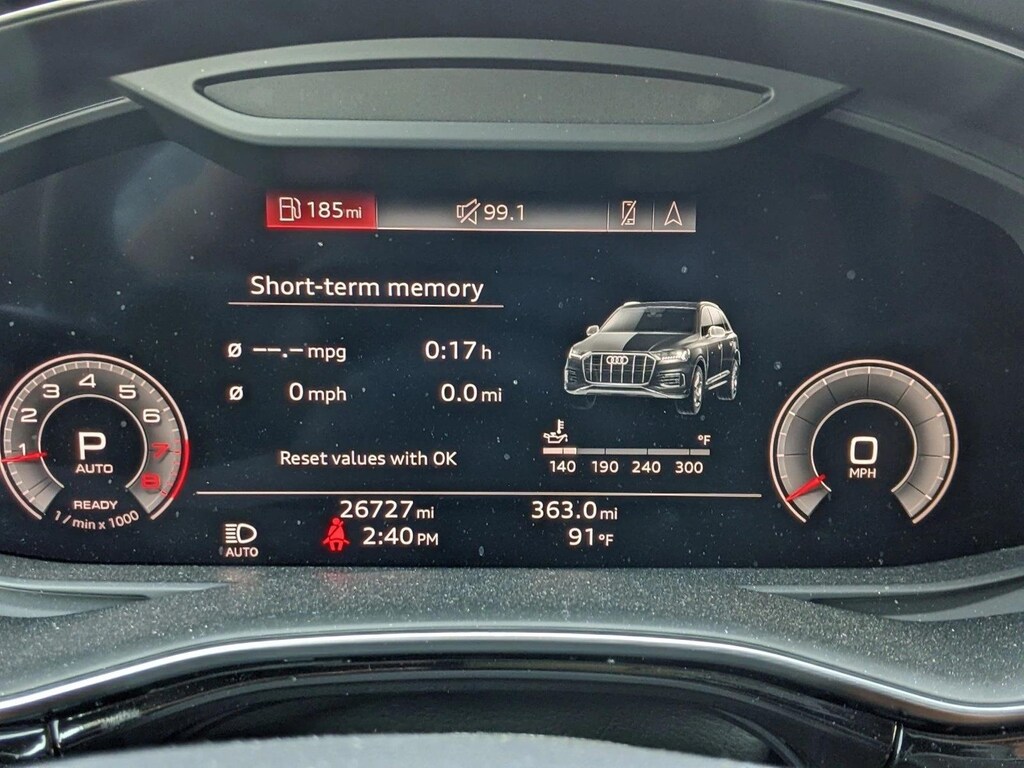 185mi 99.1
Short-term memory
Ø --.- mpg 0:17 h
Ø 0 mph 0.0 mi
Reset values with OK
°F
140 190 240 300
1 2 3 4 5 6 7 8
P
AUTO
READY
1 / min x 1000
0
MPH
26727 mi 363.0 mi
AUTO 2:40 PM 91°F